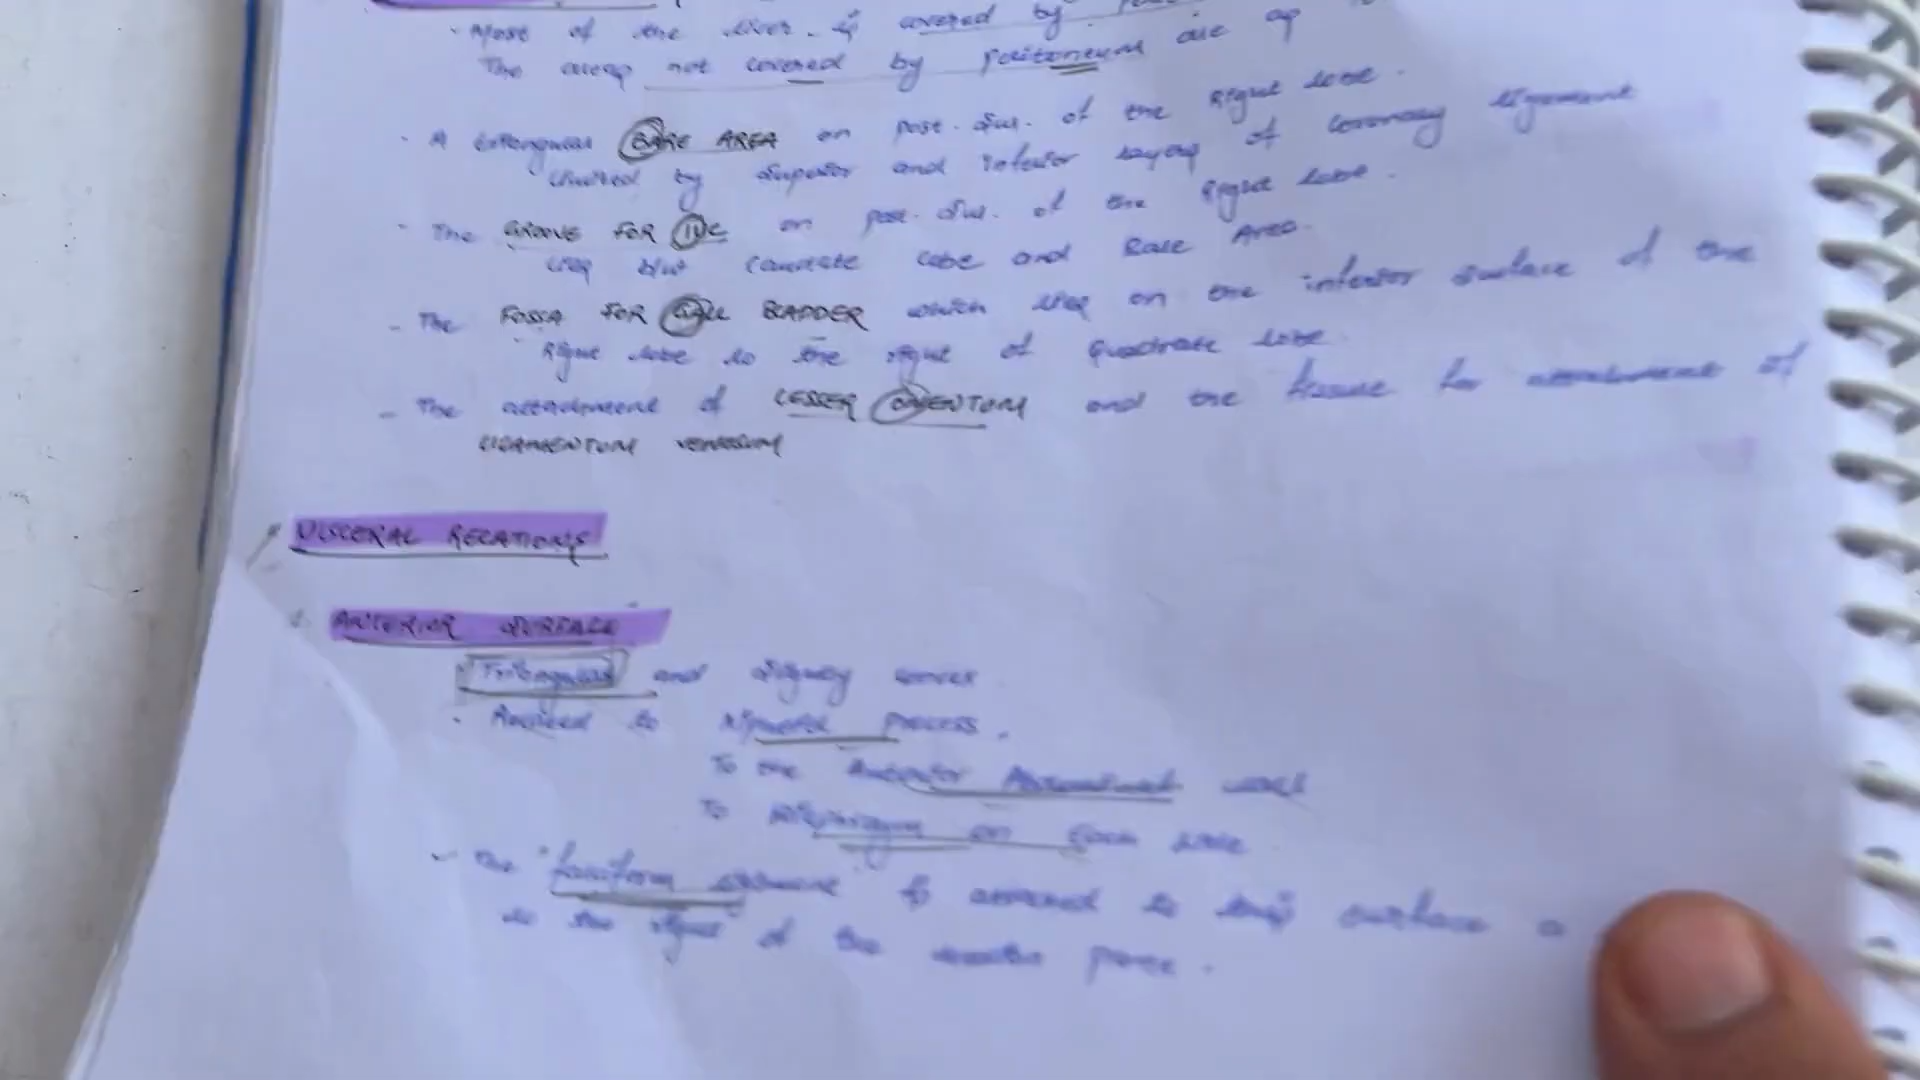 · Most of the liver is covered by
The areas not covered by peritoneum are as
· A triangular BARE AREA on post. sur. of the Right lobe.
Limited by superior and inferior layers of coronary ligament
· The GROOVE FOR IVC on post. sur. of the Right lobe.
lies b/w caudate lobe and Bare Area.
- The FOSSA FOR GALL BLADDER which lies on the inferior surface of the
Right lobe to the right of Quadrate lobe.
- The attachment of LESSER OMENTUM and the fissure for attachment of
LIGAMENTUM VENOSUM
VISCERAL RELATIONS
ANTERIOR SURFACE
· Triangular and slightly convex
· Related to xiphoid PROCESS.
To the Anterior Abdominal wall
To diaphragm on Each side
The "falciform ligament" is attached to this surface a
to the right of the median plane.